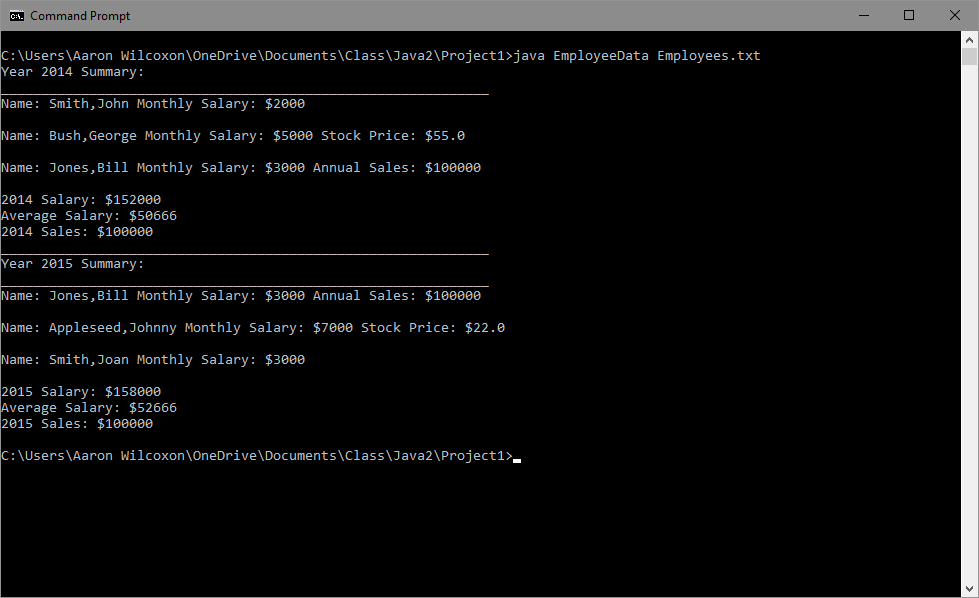 Command Prompt
C:\Users\Aaron Wilcoxon\OneDrive\Documents\Class\Java2\Project1>java EmployeeData Employees.txt
Year 2014 Summary:
_____________________________________________________________
Name: Smith,John Monthly Salary: $2000
Name: Bush,George Monthly Salary: $5000 Stock Price: $55.0
Name: Jones,Bill Monthly Salary: $3000 Annual Sales: $100000
2014 Salary: $152000
Average Salary: $50666
2014 Sales: $100000
_____________________________________________________________
Year 2015 Summary:
_____________________________________________________________
Name: Jones,Bill Monthly Salary: $3000 Annual Sales: $100000
Name: Appleseed,Johnny Monthly Salary: $7000 Stock Price: $22.0
Name: Smith,Joan Monthly Salary: $3000
2015 Salary: $158000
Average Salary: $52666
2015 Sales: $100000
C:\Users\Aaron Wilcoxon\OneDrive\Documents\Class\Java2\Project1>